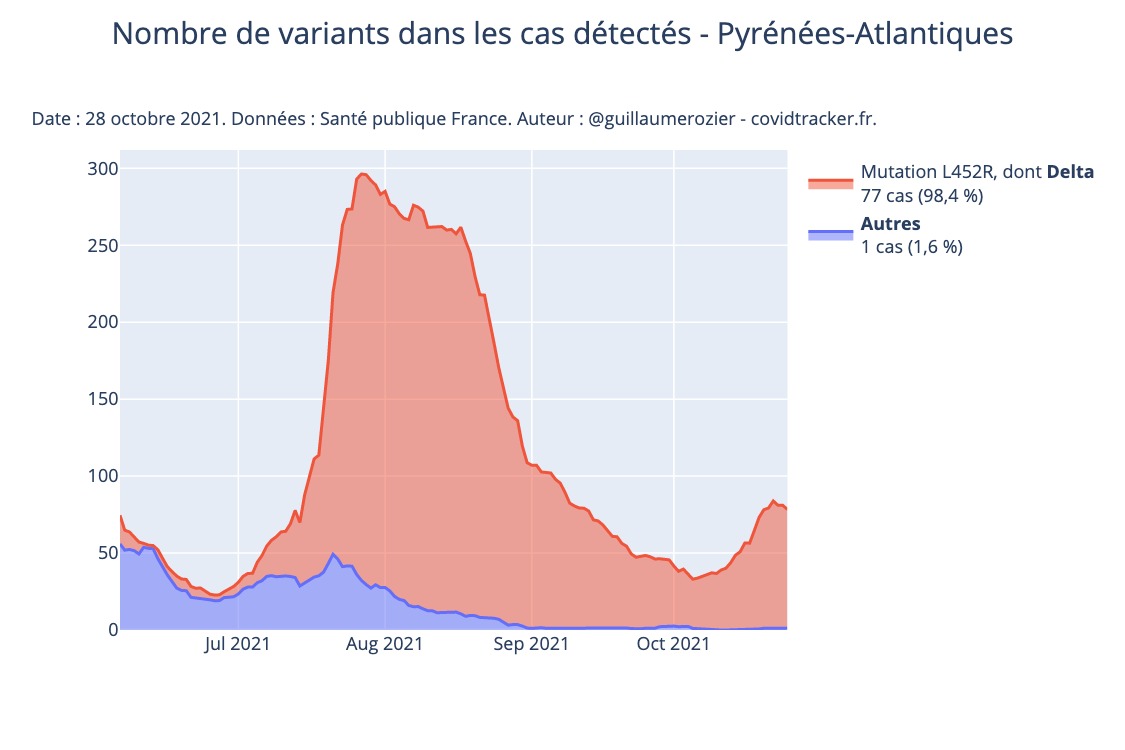 Nombre de variants dans les cas détectés - Pyrénées-Atlantiques
Date : 28 octobre 2021. Données : Santé publique France. Auteur : @guillaumerozier - covidtracker.fr.
300
250
200
150
100
50
0
Jul 2021
Aug 2021
Sep 2021
Oct 2021
Mutation L452R, dont Delta
77 cas (98,4 %)
Autres
1 cas (1,6 %)